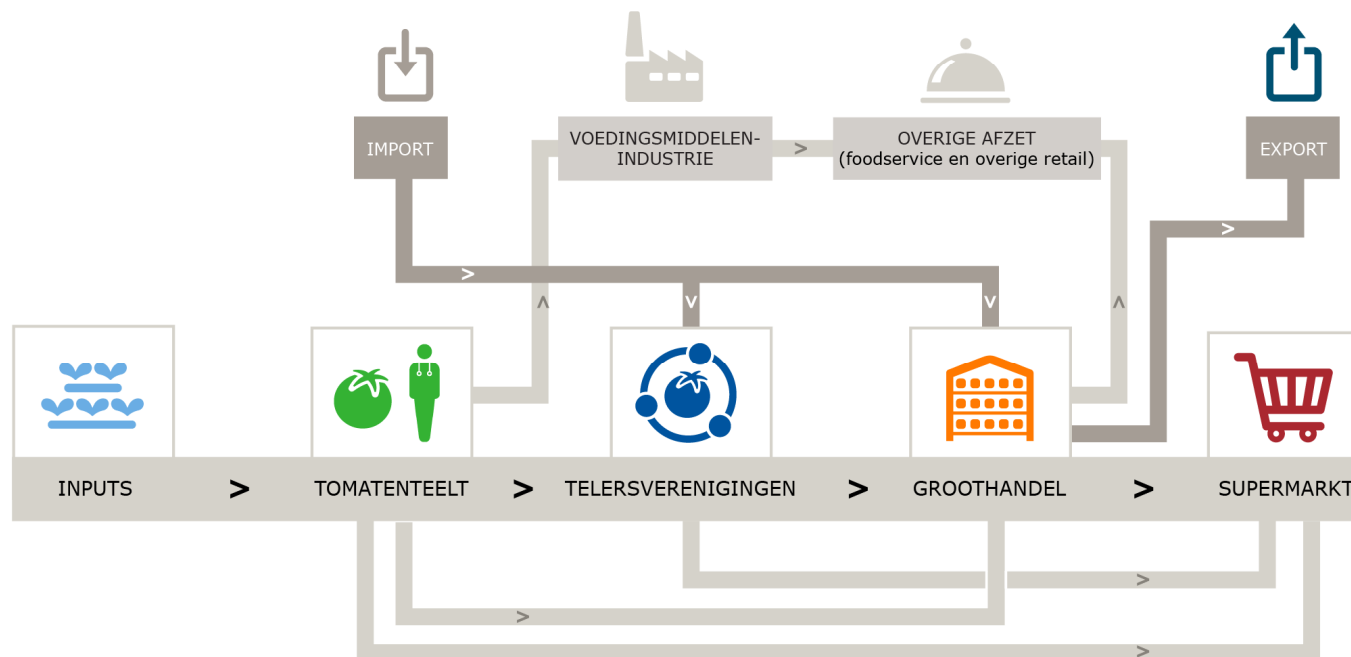 IMPORT
VOEDINGSMIDDELEN-
INDUSTRIE
>
OVERIGE AFZET
(foodservice en overige retail)
EXPORT
>
>
>
>
>
>
>
INPUTS > TOMATENTEELT > TELERSVERENIGINGEN > GROOTHANDEL > SUPERMARKT
>
>
>